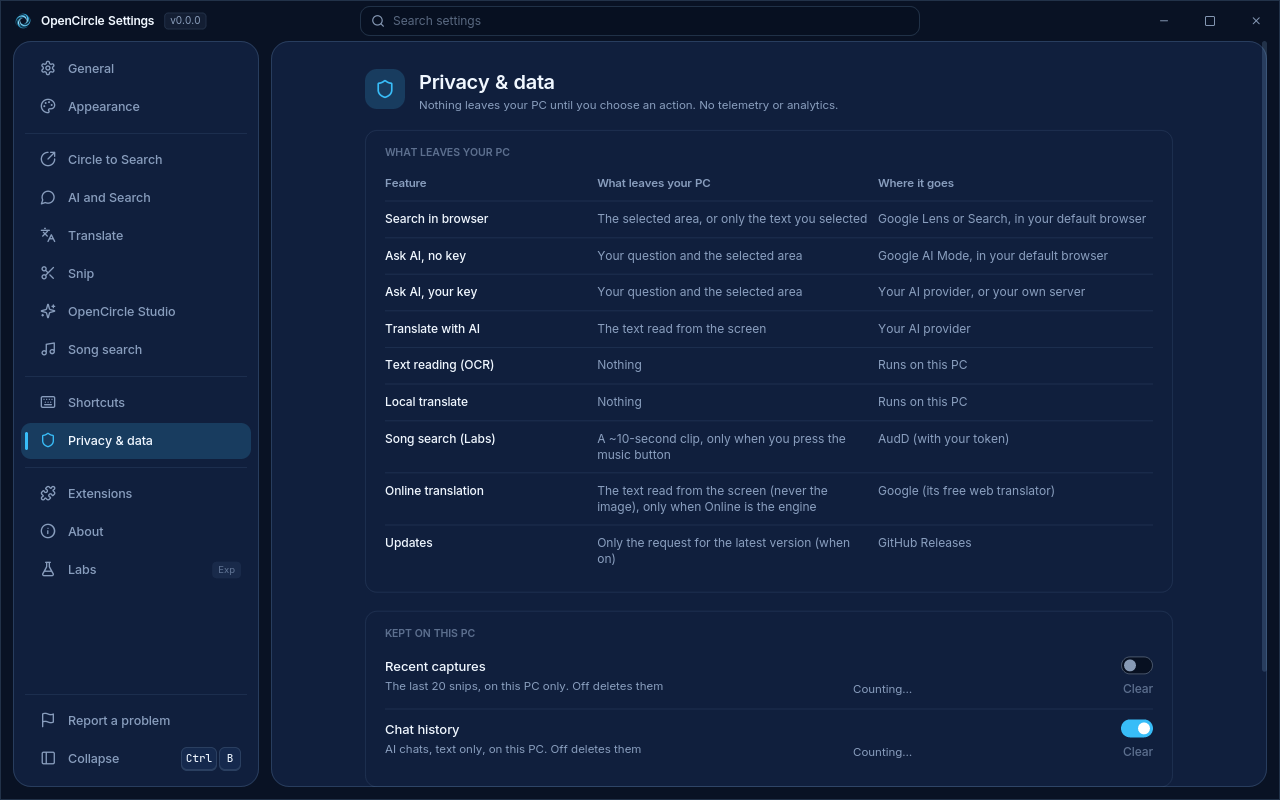 OpenCircle Settings v0.0.0
Search settings
General
Appearance
Circle to Search
AI and Search
Translate
Snip
OpenCircle Studio
Song search
Shortcuts
Privacy & data
Extensions
About
Labs Exp
Report a problem
Collapse Ctrl B
Privacy & data
Nothing leaves your PC until you choose an action. No telemetry or analytics.
WHAT LEAVES YOUR PC
Feature What leaves your PC Where it goes
Search in browser The selected area, or only the text you selected Google Lens or Search, in your default browser
Ask AI, no key Your question and the selected area Google AI Mode, in your default browser
Ask AI, your key Your question and the selected area Your AI provider, or your own server
Translate with AI The text read from the screen Your AI provider
Text reading (OCR) Nothing Runs on this PC
Local translate Nothing Runs on this PC
Song search (Labs) A ~10-second clip, only when you press the AudD (with your token)
music button
Online translation The text read from the screen (never the Google (its free web translator)
image), only when Online is the engine
Updates Only the request for the latest version (when GitHub Releases
on)
KEPT ON THIS PC
Recent captures
The last 20 snips, on this PC only. Off deletes them Counting... Clear
Chat history
AI chats, text only, on this PC. Off deletes them Counting... Clear